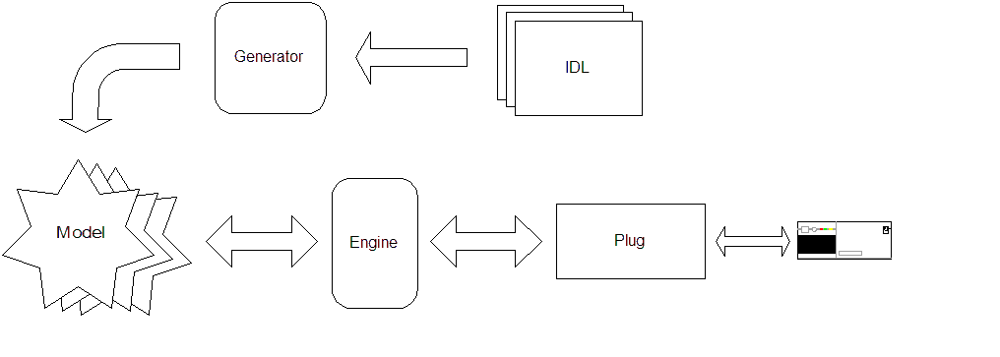 Generator
IDL
Model
Engine
Plug